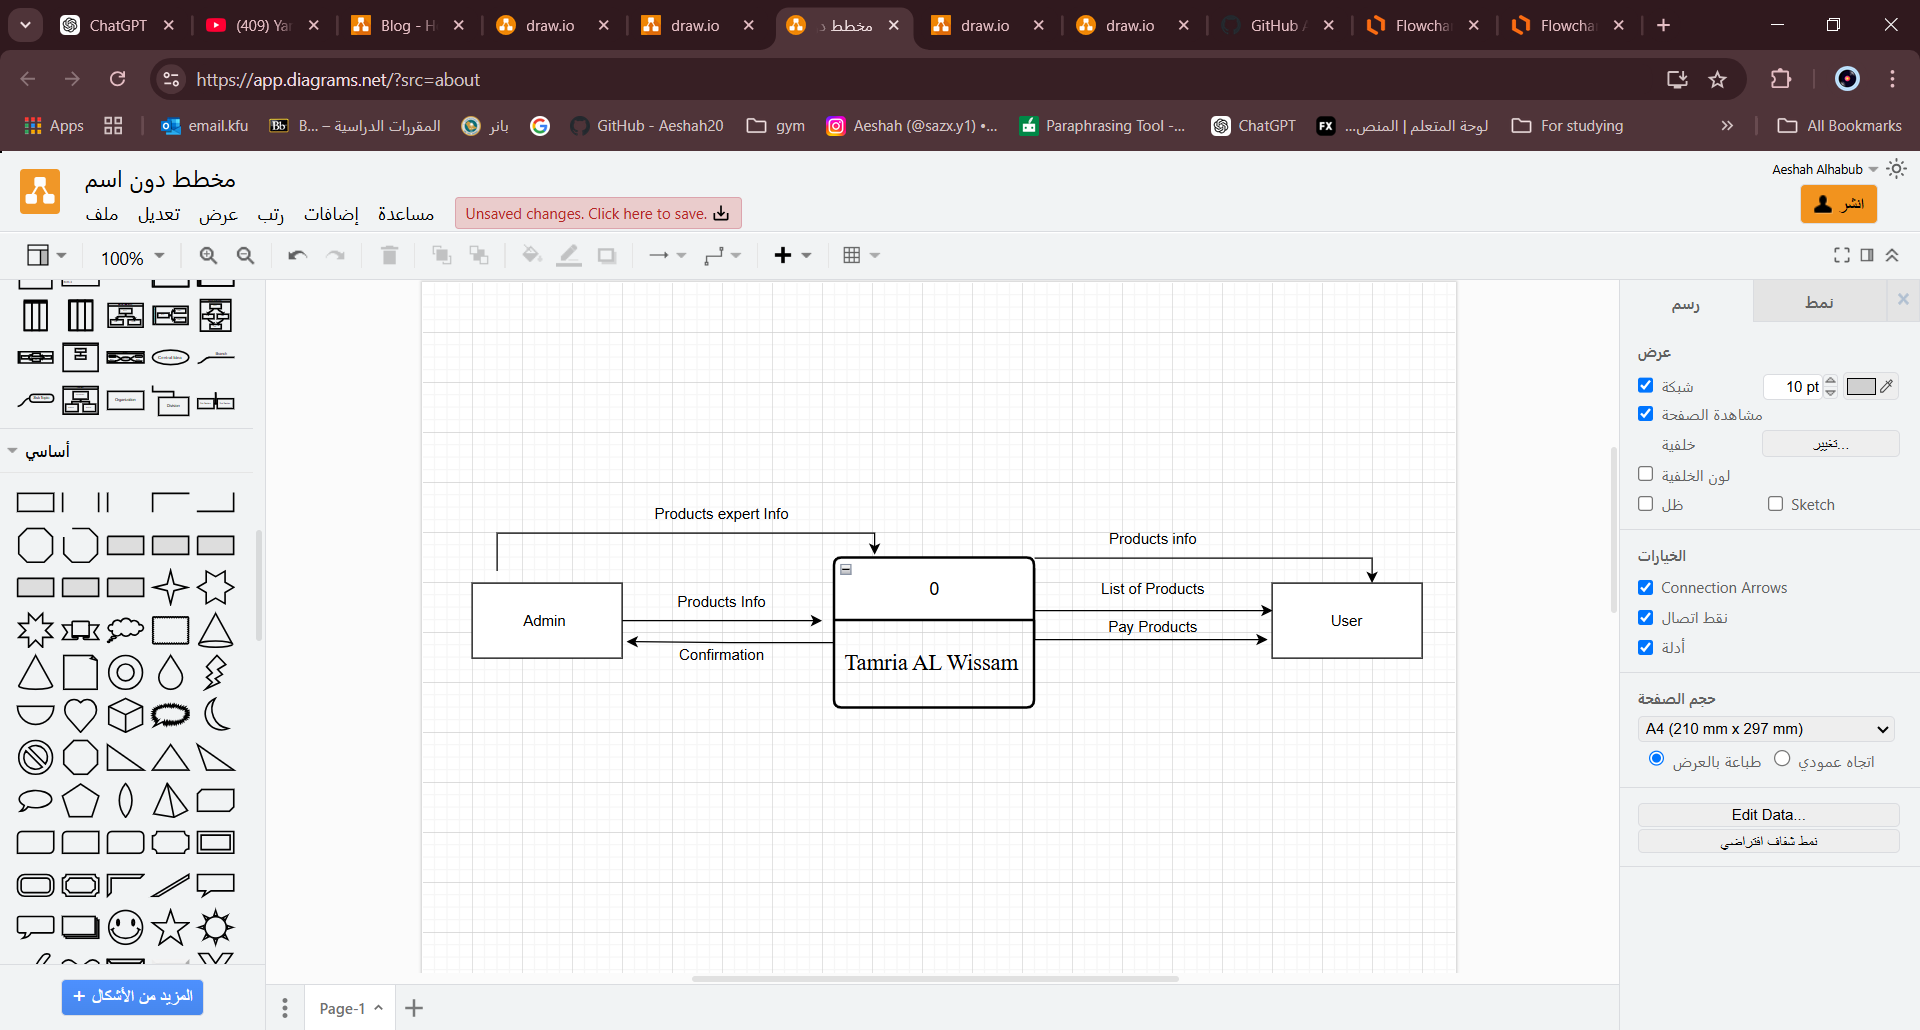 ChatGPT
(409) Ya
Blog - H
draw.io
draw.io
مخطط د
draw.io
draw.io
GitHub
Flowcha
Flowcha
https://app.diagrams.net/?src=about
Apps
email.kfu
المقررات الدراسية – ...B
بانر
GitHub - Aeshah20
gym
Aeshah (@sazx.y1) •...
Paraphrasing Tool -...
ChatGPT
لوحة المتعلم | المنص...
For studying
All Bookmarks
مخطط دون اسم
Aeshah Alhabub
ملف تعديل عرض رتب إضافات مساعدة
Unsaved changes. Click here to save.
انشر
100%
رسم
نمط
عرض
شبكة
10 pt
مشاهدة الصفحة
خلفية
تغيير...
لون الخلفية
ظل
Sketch
الخيارات
Connection Arrows
نقط اتصال
أدلة
حجم الصفحة
A4 (210 mm x 297 mm)
طباعة بالعرض
اتجاه عمودي
Edit Data...
نمط شفاف افتراضي
أساسي
المزيد من الأشكال +
Products expert Info
Products info
0
List of Products
Products Info
Admin
User
Pay Products
Confirmation
Tamria AL Wissam
Page-1